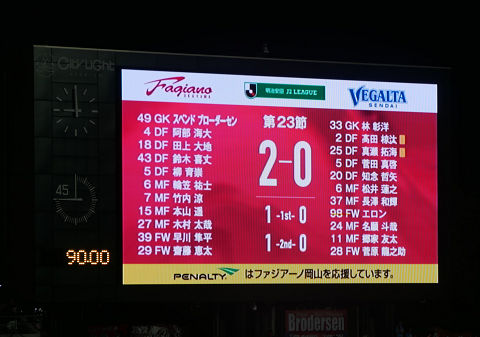 CITYLIGHT
Fagiano
OKAYAMA
明治安田 J2 LEAGUE
VEGALTA
SENDAI
第23節
2-0
1 -1st- 0
1 -2nd- 0
49 GK スベンド ブローダーセン
4 DF 阿部 海大
18 DF 田上 大地
43 DF 鈴木 喜丈
5 DF 柳 育崇
6 MF 輪笠 祐士
7 MF 竹内 涼
15 MF 本山 遥
27 MF 木村 太哉
39 FW 早川 隼平
29 FW 齋藤 恵太
33 GK 林 彰洋
2 DF 高田 椋汰
25 DF 真瀬 拓海
5 DF 菅田 真啓
20 DF 知念 哲矢
6 MF 松井 蓮之
37 MF 長澤 和輝
98 FW エロン
24 MF 名願 斗哉
11 MF 郷家 友太
28 FW 菅原 龍之助
45
90.00
PENALTY はファジアーノ岡山を応援しています。
Brodersen